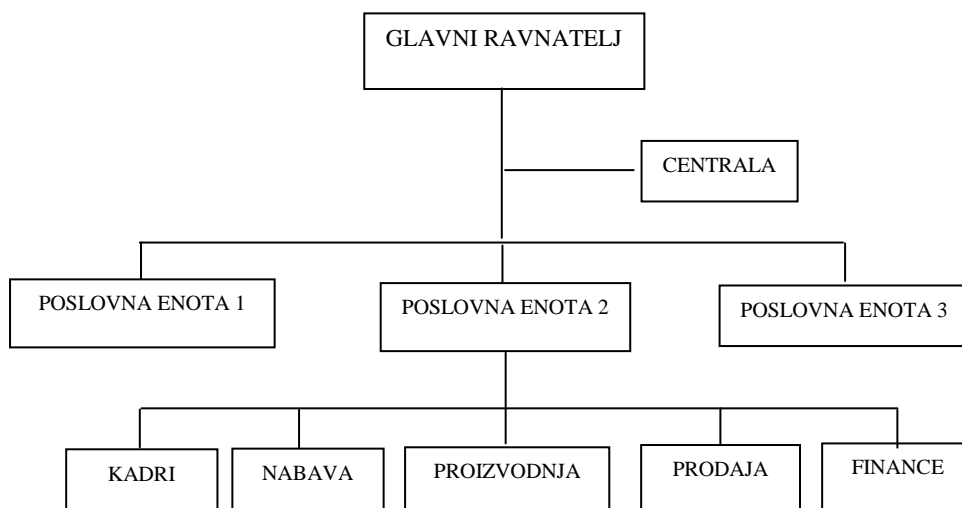 GLAVNI RAVNATELJ
CENTRALA
POSLOVNA ENOTA 1
POSLOVNA ENOTA 2
POSLOVNA ENOTA 3
KADRI
NABAVA
PROIZVODNJA
PRODAJA
FINANCE